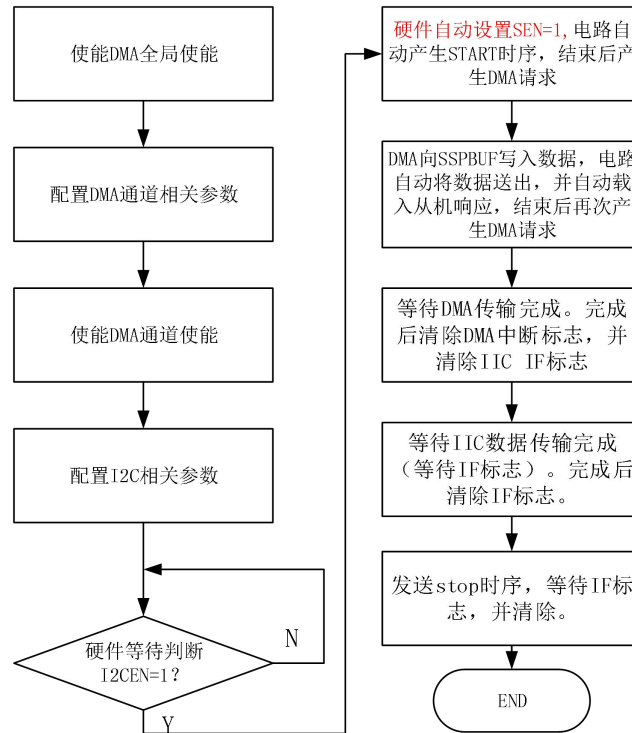 使能DMA全局使能
配置DMA通道相关参数
使能DMA通道使能
配置I2C相关参数
硬件等待判断
I2CEN=1？
N
Y
硬件自动设置SEN=1, 电路自
动产生START时序，结束后产
生DMA请求
DMA向SSPBUF写入数据，电路
自动将数据送出，并自动载
入从机响应，结束后再次产
生DMA请求
等待DMA传输完成。完成
后清除DMA中断标志，并
清除IIC IF标志
等待IIC数据传输完成
（等待IF标志）。完成后
清除IF标志。
发送stop时序，等待IF标
志，并清除。
END